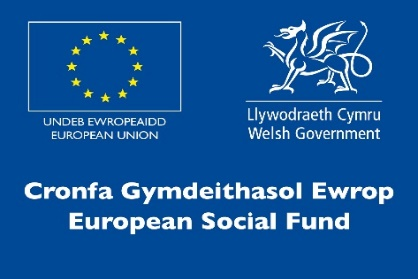 UNDEB EWROPEAIDD
EUROPEAN UNION
Llywodraeth Cymru
Welsh Government
Cronfa Gymdeithasol Ewrop
European Social Fund